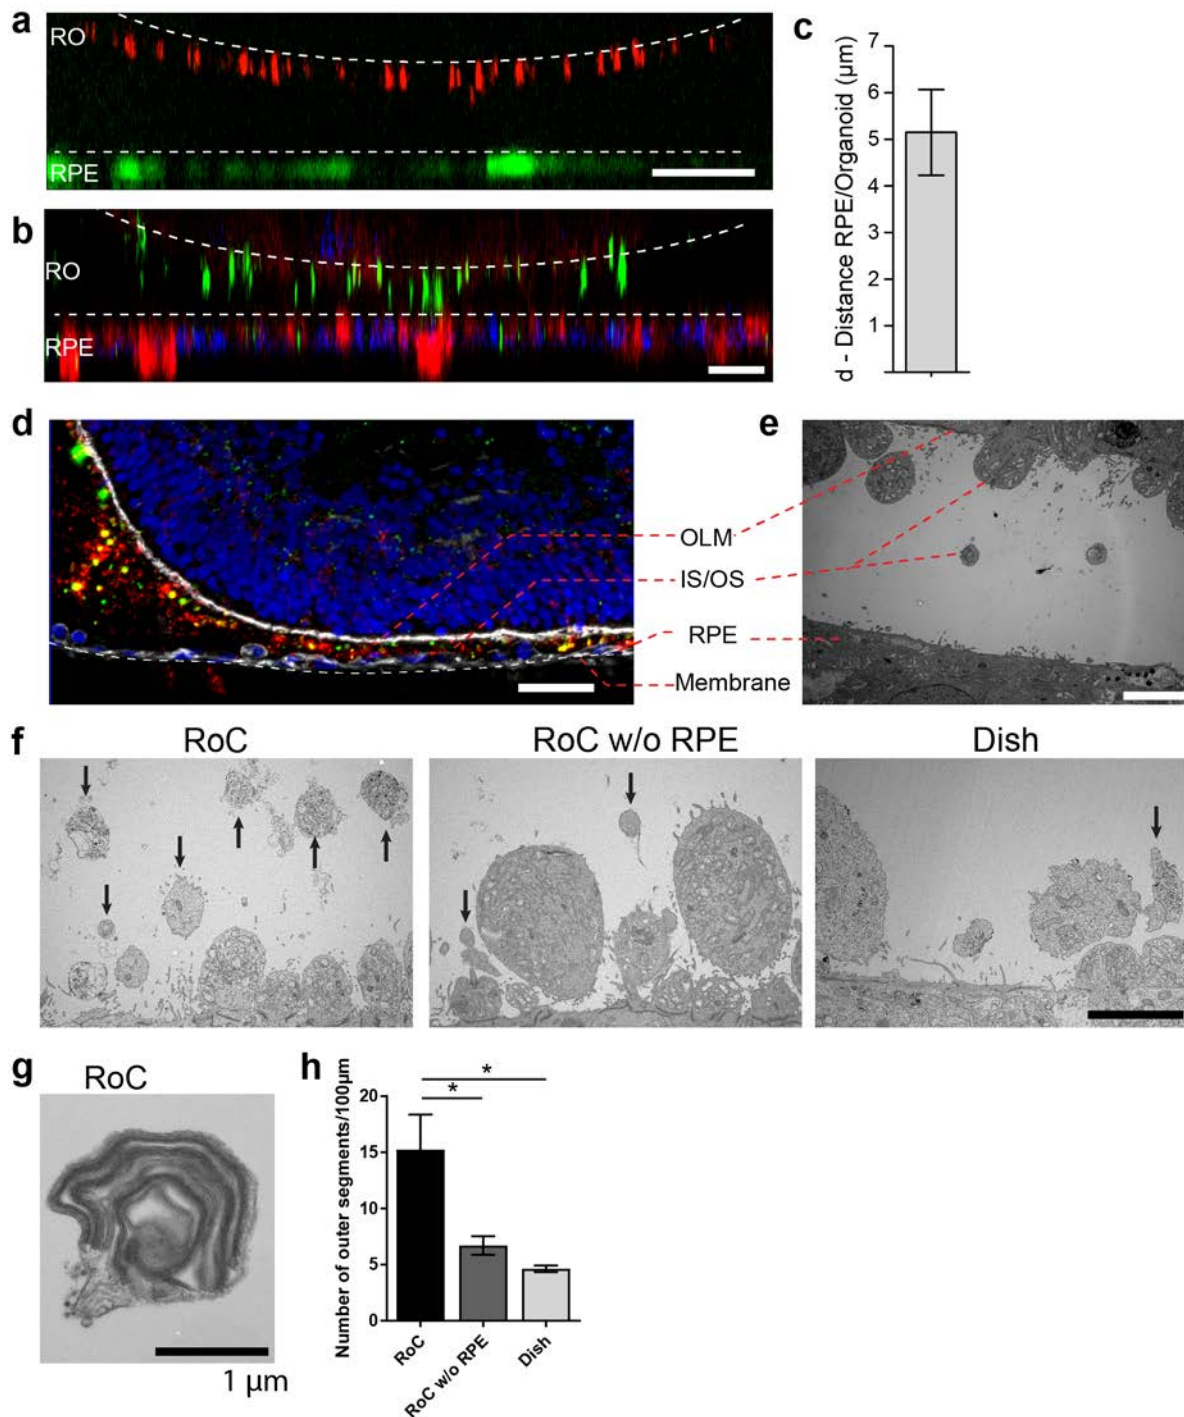 a
RO
RPE
b
RO
RPE
c
d - Distance RPE/Organoid (µm)
7
6
5
4
3
2
1
d
e
OLM
IS/OS
RPE
Membrane
f
RoC
RoC w/o RPE
Dish
g
RoC
1 µm
h
Number of outer segments/100µm
20
15
10
5
0
*
*
RoC
RoC w/o RPE
Dish